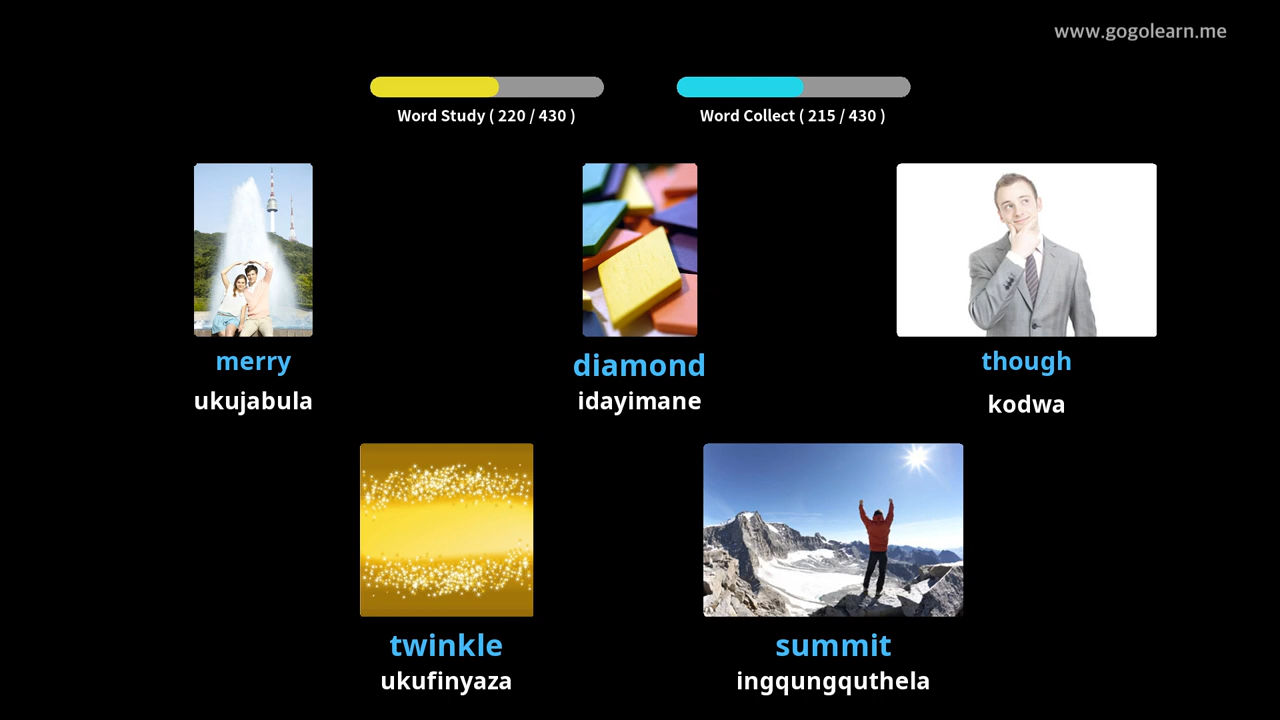 www.gogolearn.me
Word Study ( 220 / 430 )
Word Collect ( 215 / 430 )
merry
ukujabula
diamond
idayimane
though
kodwa
twinkle
ukufinyaza
summit
ingqungquthela